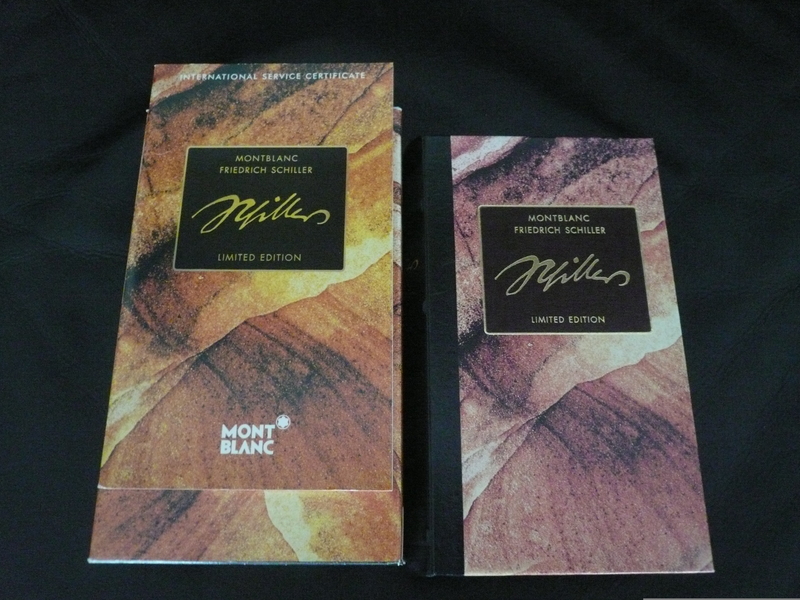 INTERNATIONAL SERVICE CERTIFICATE
MONTBLANC
FRIEDRICH SCHILLER
Schiller
LIMITED EDITION
MONT
BLANC
MONTBLANC
FRIEDRICH SCHILLER
Schiller
LIMITED EDITION